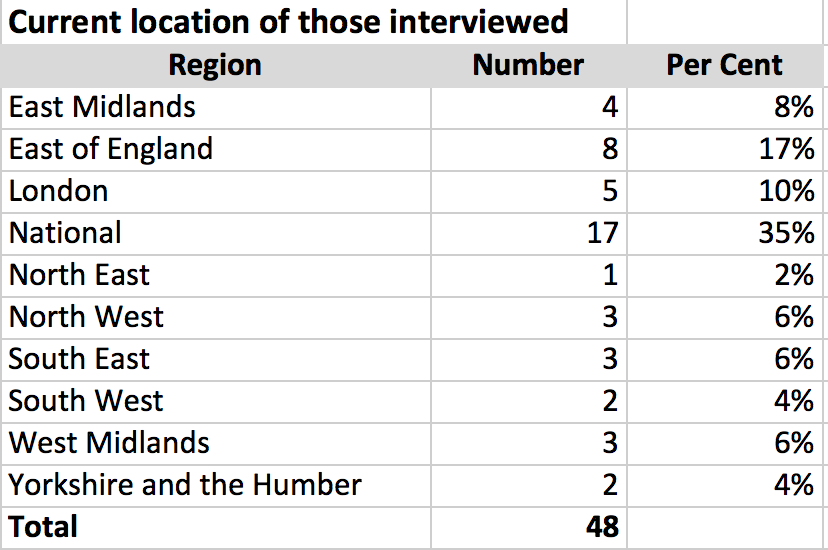 Current location of those interviewed
Region Number Per Cent
East Midlands 4 8%
East of England 8 17%
London 5 10%
National 17 35%
North East 1 2%
North West 3 6%
South East 3 6%
South West 2 4%
West Midlands 3 6%
Yorkshire and the Humber 2 4%
Total 48